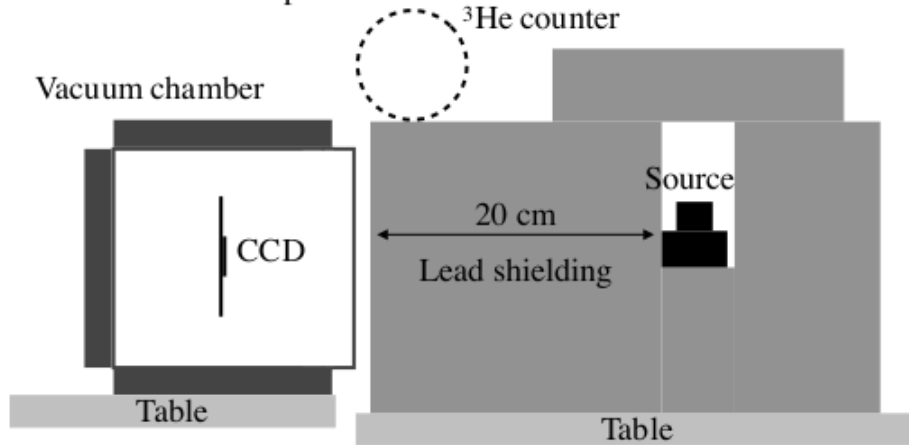 ³He counter
Vacuum chamber
Source
20 cm
CCD
Lead shielding
Table
Table